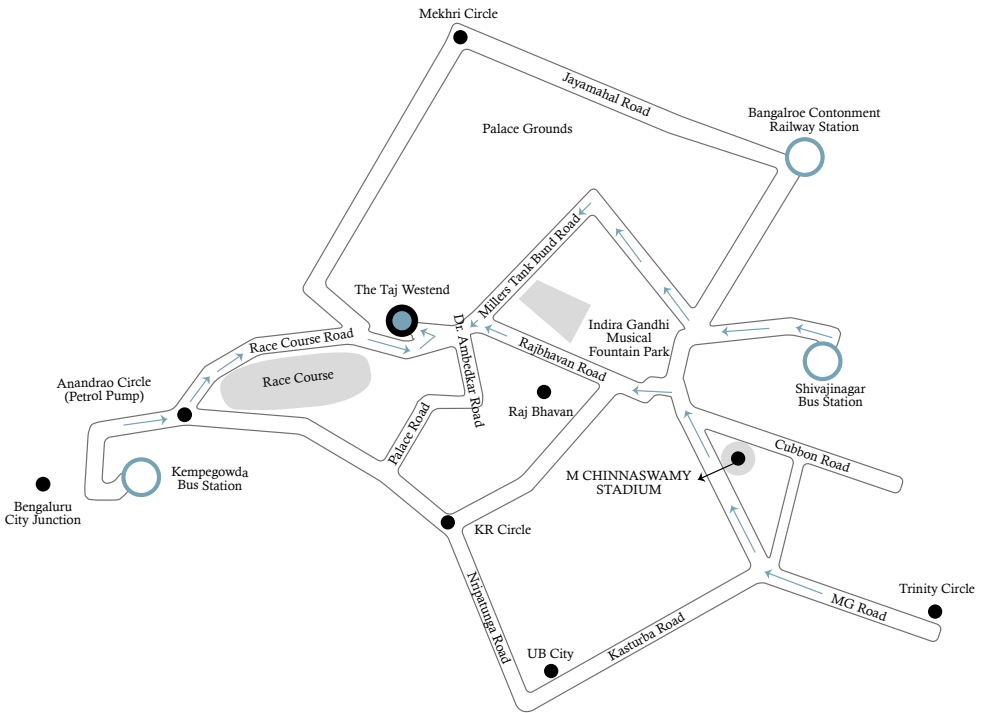 Mekhri Circle
Jayamahal Road
Bangalroe Contonment
Railway Station
Palace Grounds
Millers Tank Bund Road
The Taj Westend
Dr. Ambedkar Road
Indira Gandhi
Musical
Fountain Park
Race Course Road
Rajbhavan Road
Race Course
Anandrao Circle
(Petrol Pump)
Raj Bhavan
Shivajinagar
Bus Station
Palace Road
Cubbon Road
Kempegowda
Bus Station
M CHINNASWAMY
STADIUM
Bengaluru
City Junction
KR Circle
Nripatunga Road
Trinity Circle
MG Road
Kasturba Road
UB City